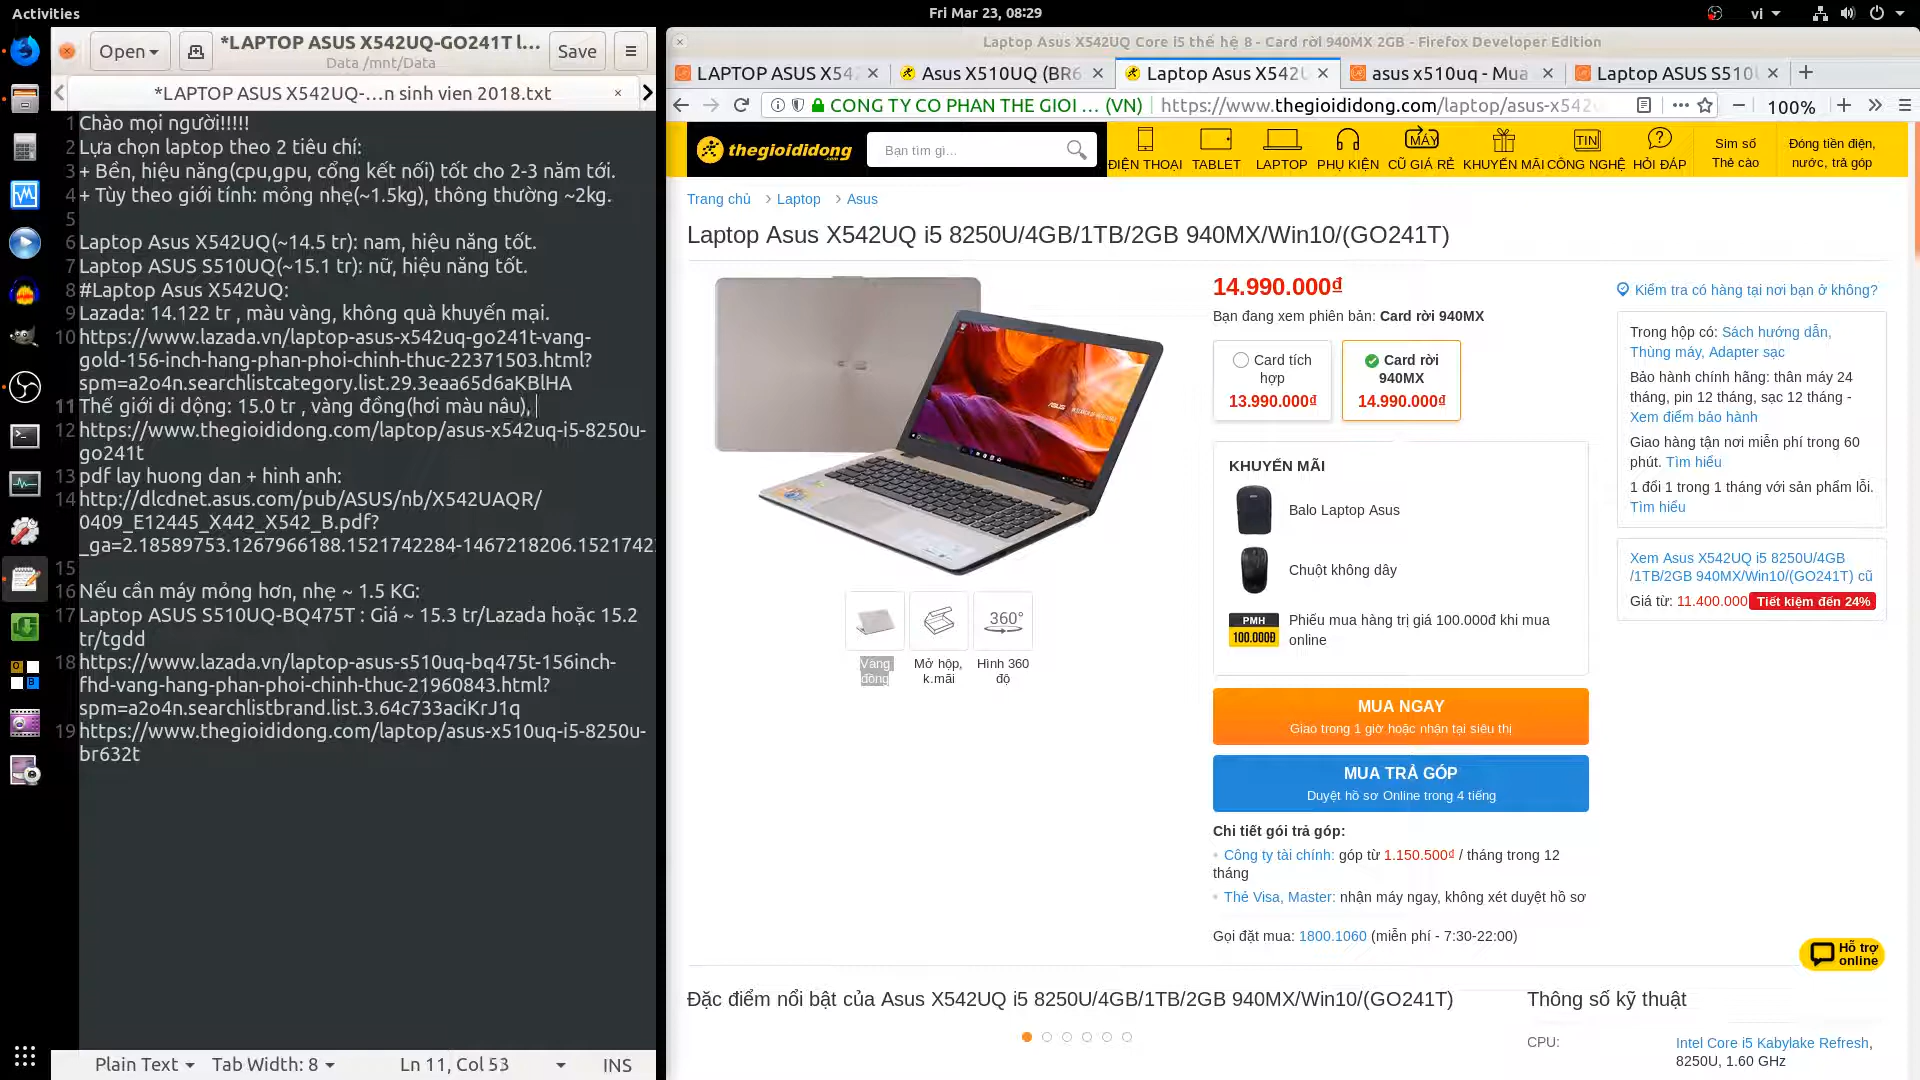 Activities
Fri Mar 23, 08:29
vi
Open
*LAPTOP ASUS X542UQ-GO241T l...
Data /mnt/Data
Save
*LAPTOP ASUS X542UQ-...n sinh vien 2018.txt
1 Chào mọi người!!!!!
2 Lựa chọn laptop theo 2 tiêu chí:
3 + Bền, hiệu năng(cpu,gpu, cổng kết nối) tốt cho 2-3 năm tới.
4 + Tùy theo giới tính: mỏng nhẹ(~1.5kg), thông thường ~2kg.
5
6 Laptop Asus X542UQ(~14.5 tr): nam, hiệu năng tốt.
7 Laptop ASUS S510UQ(~15.1 tr): nữ, hiệu năng tốt.
8 #Laptop Asus X542UQ:
9 Lazada: 14.122 tr , màu vàng, không quà khuyến mại.
10 https://www.lazada.vn/laptop-asus-x542uq-go241t-vang-
gold-156-inch-hang-phan-phoi-chinh-thuc-22371503.html?
spm=a2o4n.searchlistcategory.list.29.3eaa65d6aKBlHA
11 Thế giới di dộng: 15.0 tr , vàng đồng(hơi màu nâu),
12 https://www.thegioididong.com/laptop/asus-x542uq-i5-8250u-
go241t
13 pdf lay huong dan + hinh anh:
14 http://dlcdnet.asus.com/pub/ASUS/nb/X542UAQR/
0409_E12445_X442_X542_B.pdf?
_ga=2.18589753.1267966188.1521742284-1467218206.1521742
15
16 Nếu cần máy mỏng hơn, nhẹ ~ 1.5 KG:
17 Laptop ASUS S510UQ-BQ475T : Giá ~ 15.3 tr/Lazada hoặc 15.2
tr/tgdd
18 https://www.lazada.vn/laptop-asus-s510uq-bq475t-156inch-
fhd-vang-hang-phan-phoi-chinh-thuc-21960843.html?
spm=a2o4n.searchlistbrand.list.3.64c733aciKrJ1q
19 https://www.thegioididong.com/laptop/asus-x510uq-i5-8250u-
br632t
Plain Text Tab Width: 8 Ln 11, Col 53 INS
Laptop Asus X542UQ Core i5 thế hệ 8 - Card rời 940MX 2GB - Firefox Developer Edition
LAPTOP ASUS X542 Asus X510UQ (BR6 Laptop Asus X542U asus x510uq - Mua LAPTOP ASUS S510U
CONG TY CO PHAN THE GIOI ... (VN) https://www.thegioididong.com/laptop/asus-x542u 100%
thegioididong.com
Bạn tìm gì...
ĐIỆN THOẠI TABLET LAPTOP PHỤ KIỆN MÁY CŨ GIÁ RẺ KHUYẾN MÃI TIN CÔNG NGHỆ HỎI ĐÁP
Sim số
Thẻ cào
Đóng tiền điện,
nước, trả góp
Trang chủ Laptop Asus
Laptop Asus X542UQ i5 8250U/4GB/1TB/2GB 940MX/Win10/(GO241T)
Vàng
đồng
Mở hộp,
k.mãi
360°
Hình 360
độ
14.990.000₫
Bạn đang xem phiên bản: Card rời 940MX
Card tích
hợp
13.990.000₫
Card rời
940MX
14.990.000₫
KHUYẾN MÃI
Balo Laptop Asus
Chuột không dây
PMH
100.000Đ
Phiếu mua hàng trị giá 100.000đ khi mua
online
MUA NGAY
Giao trong 1 giờ hoặc nhận tại siêu thị
MUA TRẢ GÓP
Duyệt hồ sơ Online trong 4 tiếng
Chi tiết gói trả góp:
Công ty tài chính: góp từ 1.150.500₫ / tháng trong 12
tháng
Thẻ Visa, Master: nhận máy ngay, không xét duyệt hồ sơ
Gọi đặt mua: 1800.1060 (miễn phí - 7:30-22:00)
Kiểm tra có hàng tại nơi bạn ở không?
Trong hộp có: Sách hướng dẫn,
Thùng máy, Adapter sạc
Bảo hành chính hãng: thân máy 24
tháng, pin 12 tháng, sạc 12 tháng -
Xem điểm bảo hành
Giao hàng tận nơi miễn phí trong 60
phút. Tìm hiểu
1 đổi 1 trong 1 tháng với sản phẩm lỗi.
Tìm hiểu
Xem Asus X542UQ i5 8250U/4GB
/1TB/2GB 940MX/Win10/(GO241T) cũ
Giá từ: 11.400.000 Tiết kiệm đến 24%
Hỗ trợ
online
Đặc điểm nổi bật của Asus X542UQ i5 8250U/4GB/1TB/2GB 940MX/Win10/(GO241T)
Thông số kỹ thuật
CPU:
Intel Core i5 Kabylake Refresh,
8250U, 1.60 GHz